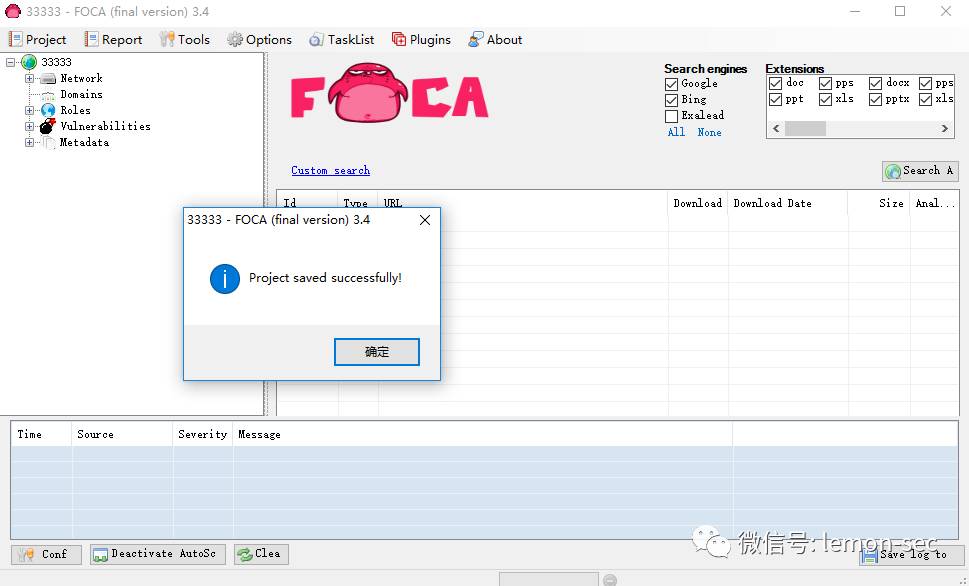 33333 - FOCA (final version) 3.4
Project Report Tools Options TaskList Plugins About
33333
Network
Domains
Roles
Vulnerabilities
Metadata
FOCA
Search engines
Google
Bing
Exalead
All None
Extensions
doc pps docx pps
ppt xls pptx xls
Custom search
Search A
Id Type URL Download Download Date Size Anal...
33333 - FOCA (final version) 3.4
Project saved successfully!
确定
Time Source Severity Message
Conf Deactivate AutoSc Clea
Save log to
微信号: lemon-sec